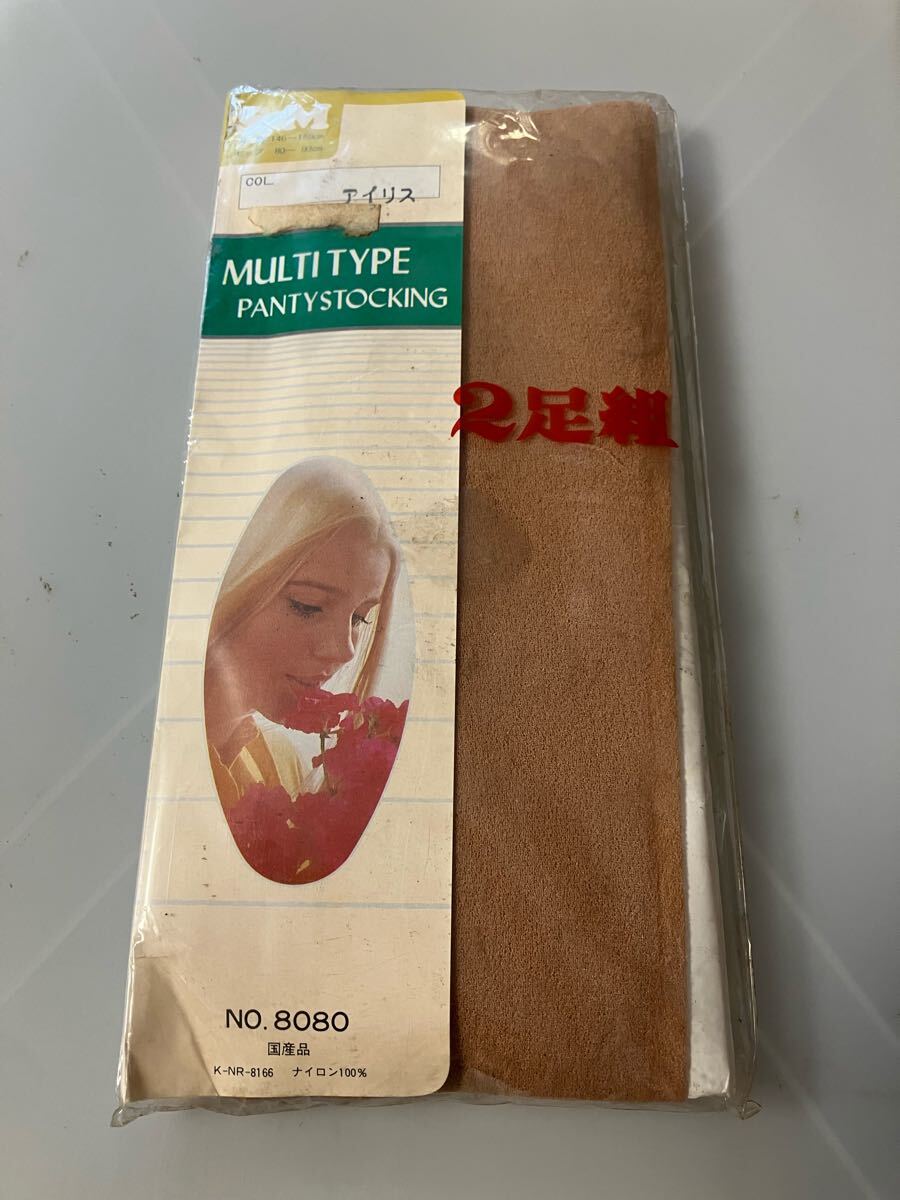 M
COL.
アイリス
MULTI TYPE
PANTYSTOCKING
2足組
NO. 8080
国産品
K-NR-8166 ナイロン100%